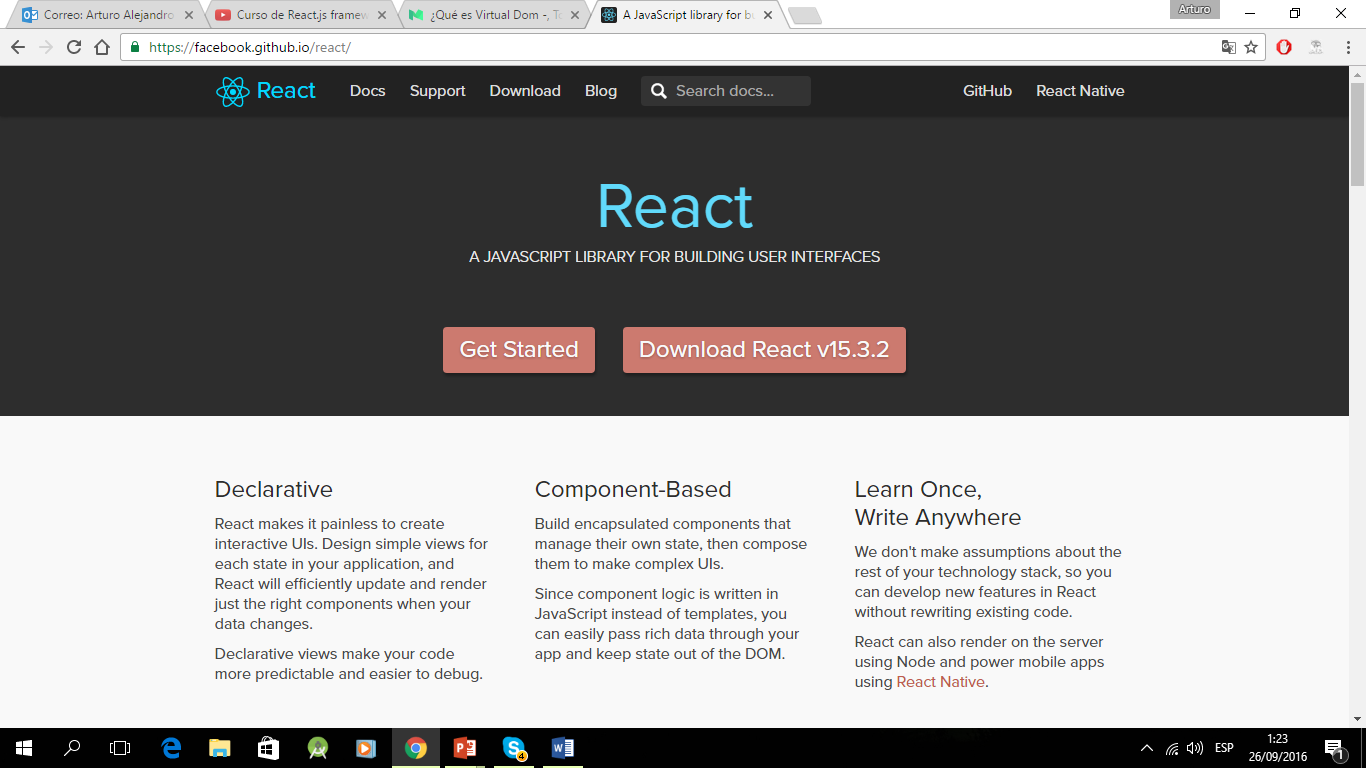 Correo: Arturo Alejandro
Curso de React.js framew
¿Qué es Virtual Dom -, To
A JavaScript library for bu
Arturo
https://facebook.github.io/react/
React
Docs
Support
Download
Blog
Search docs...
GitHub
React Native
React
A JAVASCRIPT LIBRARY FOR BUILDING USER INTERFACES
Get Started
Download React v15.3.2
Declarative
React makes it painless to create
interactive UIs. Design simple views for
each state in your application, and
React will efficiently update and render
just the right components when your
data changes.
Declarative views make your code
more predictable and easier to debug.
Component-Based
Build encapsulated components that
manage their own state, then compose
them to make complex UIs.
Since component logic is written in
JavaScript instead of templates, you
can easily pass rich data through your
app and keep state out of the DOM.
Learn Once,
Write Anywhere
We don't make assumptions about the
rest of your technology stack, so you
can develop new features in React
without rewriting existing code.
React can also render on the server
using Node and power mobile apps
using React Native.
4
ESP
1:23
26/09/2016
1